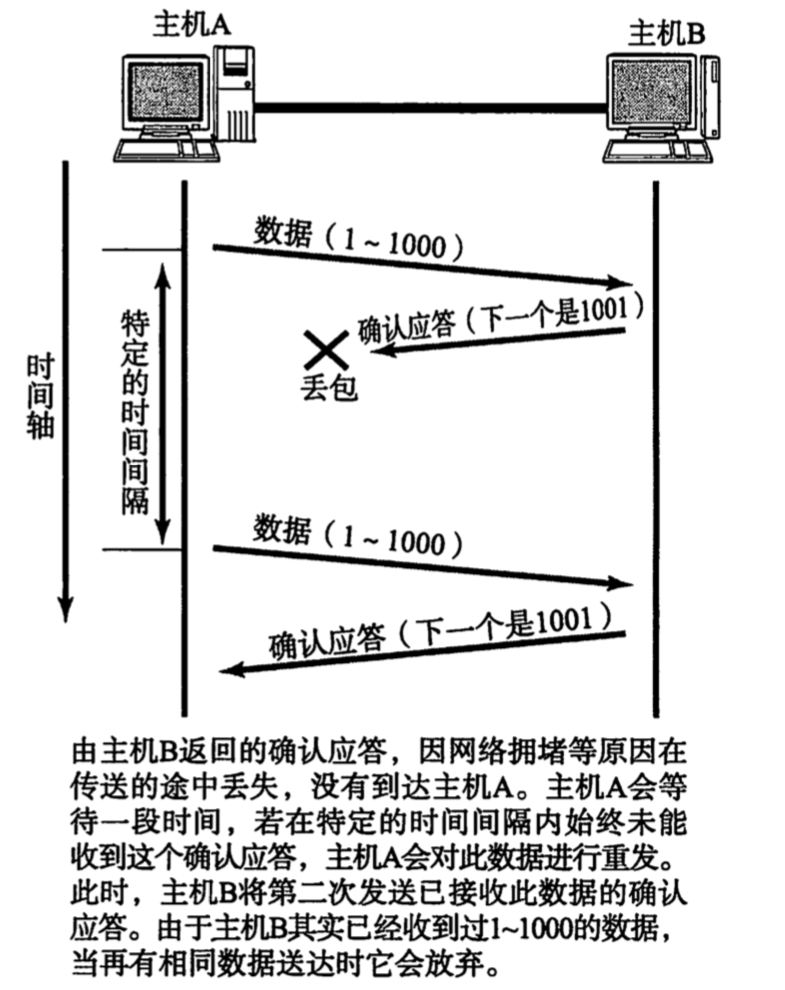 主机A
主机B
数据（1～1000）
确认应答（下一个是1001）
丢包
特定的时间间隔
时间轴
数据（1～1000）
确认应答（下一个是1001）
由主机B返回的确认应答，因网络拥堵等原因在
传送的途中丢失，没有到达主机A。主机A会等
待一段时间，若在特定的时间间隔内始终未能
收到这个确认应答，主机A会对此数据进行重发。
此时，主机B将第二次发送已接收此数据的确认
应答。由于主机B其实已经收到过1~1000的数据，
当再有相同数据送达时它会放弃。